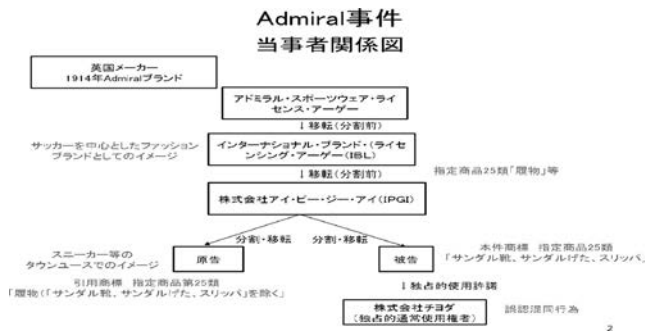 Admiral事件
当事者関係図
英国メーカー
1914年Admiralブランド
アドミラル・スポーツウェア・ライ
センス・アーゲー
↓移転(分割前)
サッカーを中心としたファッション
ブランドとしてのイメージ
インターナショナル・ブランド・(ライセ
ンシング・アーゲー(IBL)
↓移転(分割前)
指定商品25類「履物」等
株式会社アイ・ピー・ジー・アイ(IPGI)
分割・移転
分割・移転
スニーカー等の
タウンユースでのイメージ
原告
被告
本件商標 指定商品25類
「サンダル靴、サンダルげた、スリッパ」
引用商標 指定商品第25類
「履物(「サンダル靴、サンダルげた、スリッパ」を除く」
↓独占的使用許諾
株式会社チヨダ
(独占的通常使用権者)
誤認混同行為
2